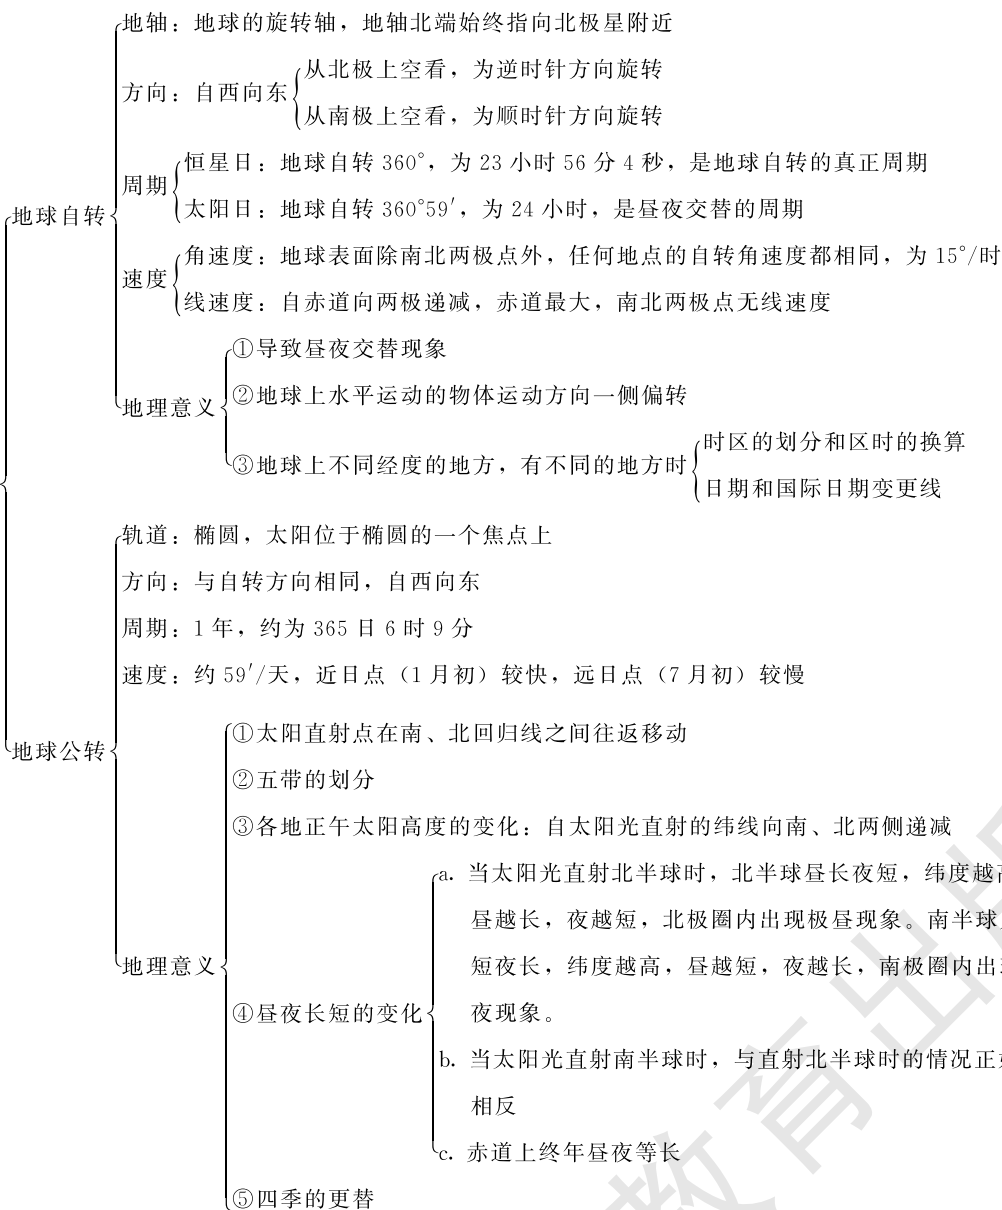 地轴：地球的旋转轴，地轴北端始终指向北极星附近
方向：自西向东
从北极上空看，为逆时针方向旋转
从南极上空看，为顺时针方向旋转
地球自转
周期
恒星日：地球自转 360°，为 23 小时 56 分 4 秒，是地球自转的真正周期
太阳日：地球自转 360°59′，为 24 小时，是昼夜交替的周期
速度
角速度：地球表面除南北两极点外，任何地点的自转角速度都相同，为 15°/时
线速度：自赤道向两极递减，赤道最大，南北两极点无线速度
地理意义
①导致昼夜交替现象
②地球上水平运动的物体运动方向一侧偏转
③地球上不同经度的地方，有不同的地方时
时区的划分和区时的换算
日期和国际日期变更线
地球公转
轨道：椭圆，太阳位于椭圆的一个焦点上
方向：与自转方向相同，自西向东
周期：1 年，约为 365 日 6 时 9 分
速度：约 59′/天，近日点（1 月初）较快，远日点（7 月初）较慢
地理意义
①太阳直射点在南、北回归线之间往返移动
②五带的划分
③各地正午太阳高度的变化：自太阳光直射的纬线向南、北两侧递减
④昼夜长短的变化
a. 当太阳光直射北半球时，北半球昼长夜短，纬度越
昼越长，夜越短，北极圈内出现极昼现象。南半球
短夜长，纬度越高，昼越短，夜越长，南极圈内出
夜现象。
b. 当太阳光直射南半球时，与直射北半球时的情况正
相反
c. 赤道上终年昼夜等长
⑤四季的更替
教育出